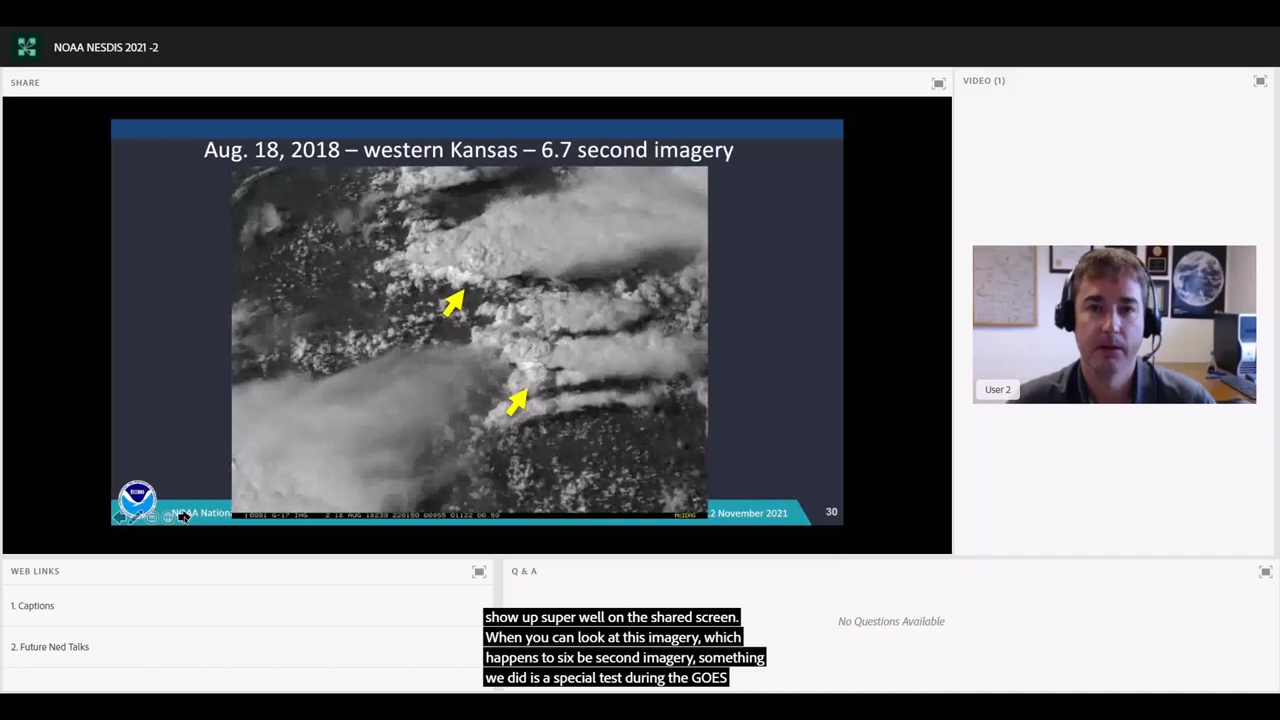 NOAA NESDIS 2021 -2
SHARE
VIDEO (1)
Aug. 18, 2018 – western Kansas – 6.7 second imagery
User 2
NOAA Nation
2 November 2021
30
McIDAS
WEB LINKS
Q & A
1. Captions
2. Future Ned Talks
No Questions Available
show up super well on the shared screen.
When you can look at this imagery, which
happens to six be second imagery, something
we did is a special test during the GOES